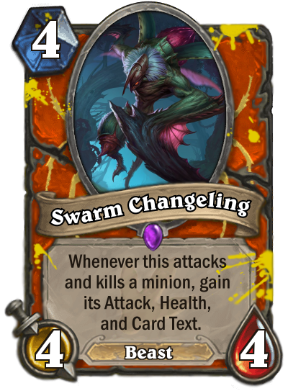 4
Swarm Changeling
Whenever this attacks
and kills a minion, gain
its Attack, Health,
and Card Text.
4
Beast
4